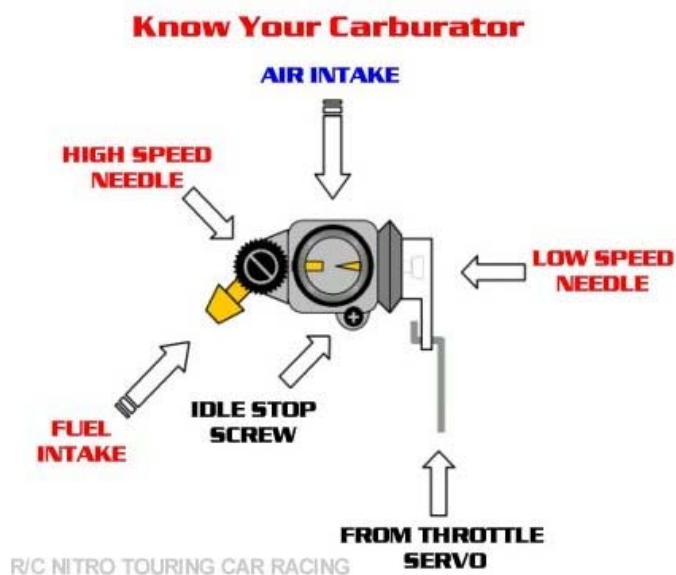 Know Your Carburator
AIR INTAKE
HIGH SPEED
NEEDLE
LOW SPEED
NEEDLE
IDLE STOP
SCREW
FUEL
INTAKE
FROM THROTTLE
SERVO
R/C NITRO TOURING CAR RACING